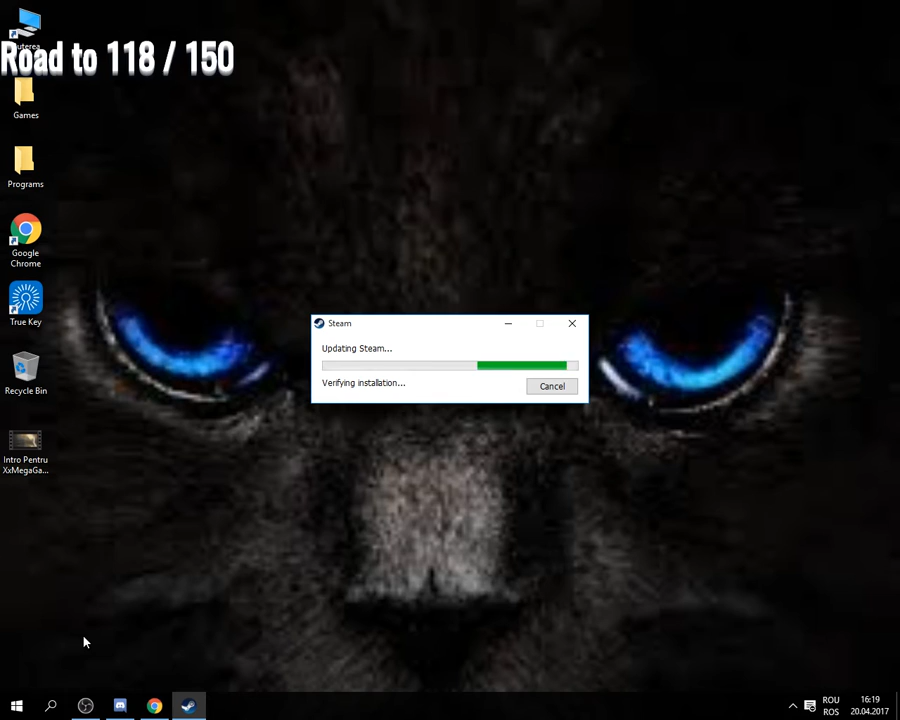 Road to 118 / 150
Games
Programs
Google
Chrome
True Key
Recycle Bin
Intro Pentru
XxMegaGa...
Steam
Updating Steam...
Verifying installation...
Cancel
ROU
ROS
16:19
20.04.2017